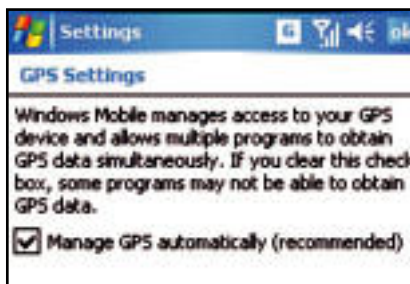 Settings
G
ok
GPS Settings
Windows Mobile manages access to your GPS
device and allows multiple programs to obtain
GPS data simultaneously. If you clear this check
box, some programs may not be able to obtain
GPS data.
Manage GPS automatically (recommended)